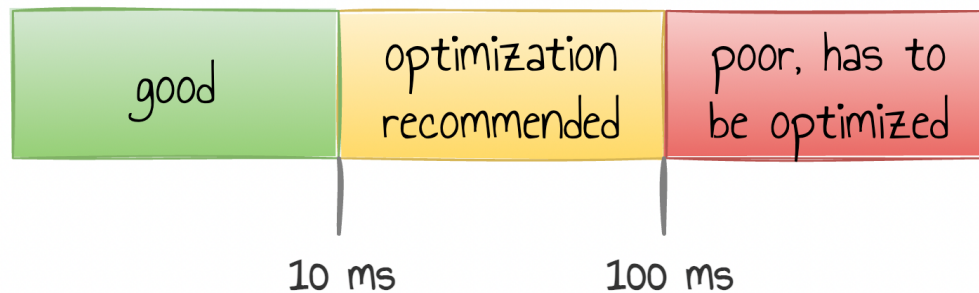 good
optimization
recommended
poor, has to
be optimized
10 ms
100 ms